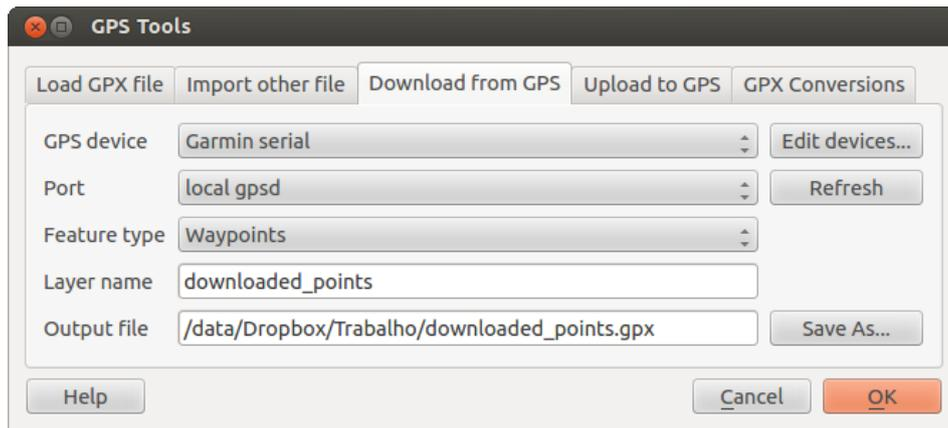 GPS Tools
Load GPX file Import other file Download from GPS Upload to GPS GPX Conversions
GPS device Garmin serial Edit devices...
Port local gpsd Refresh
Feature type Waypoints
Layer name downloaded_points
Output file /data/Dropbox/Trabalho/downloaded_points.gpx Save As...
Help Cancel OK